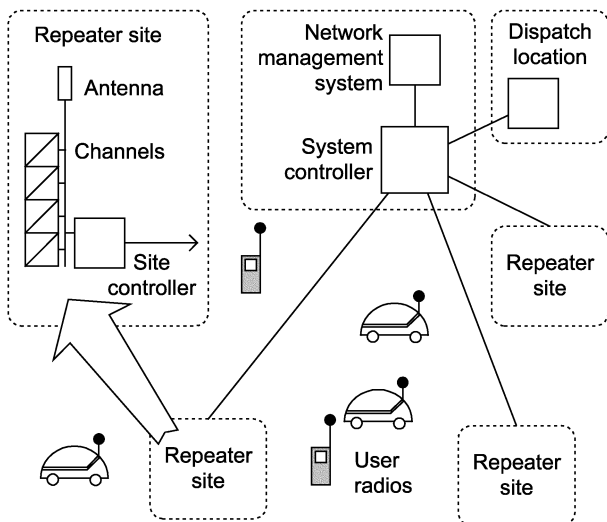 Repeater site
Antenna
Channels
Site
controller
Network
management
system
System
controller
Dispatch
location
Repeater
site
Repeater
site
User
radios
Repeater
site